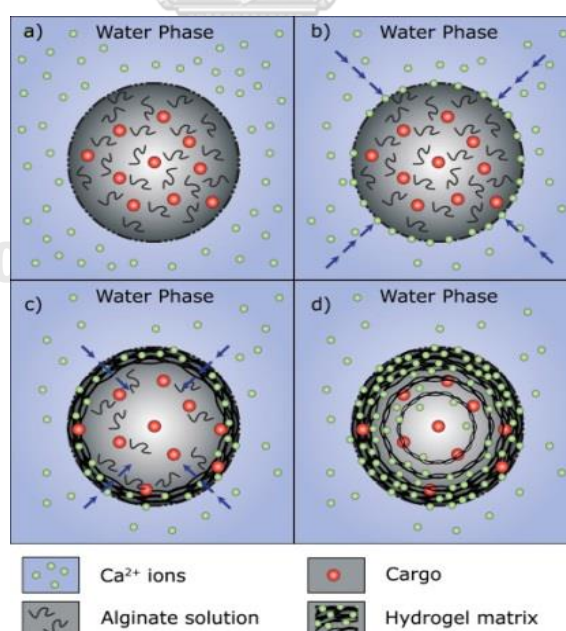 a) Water Phase
b) Water Phase
c) Water Phase
d) Water Phase
Ca²⁺ ions
Cargo
Alginate solution
Hydrogel matrix